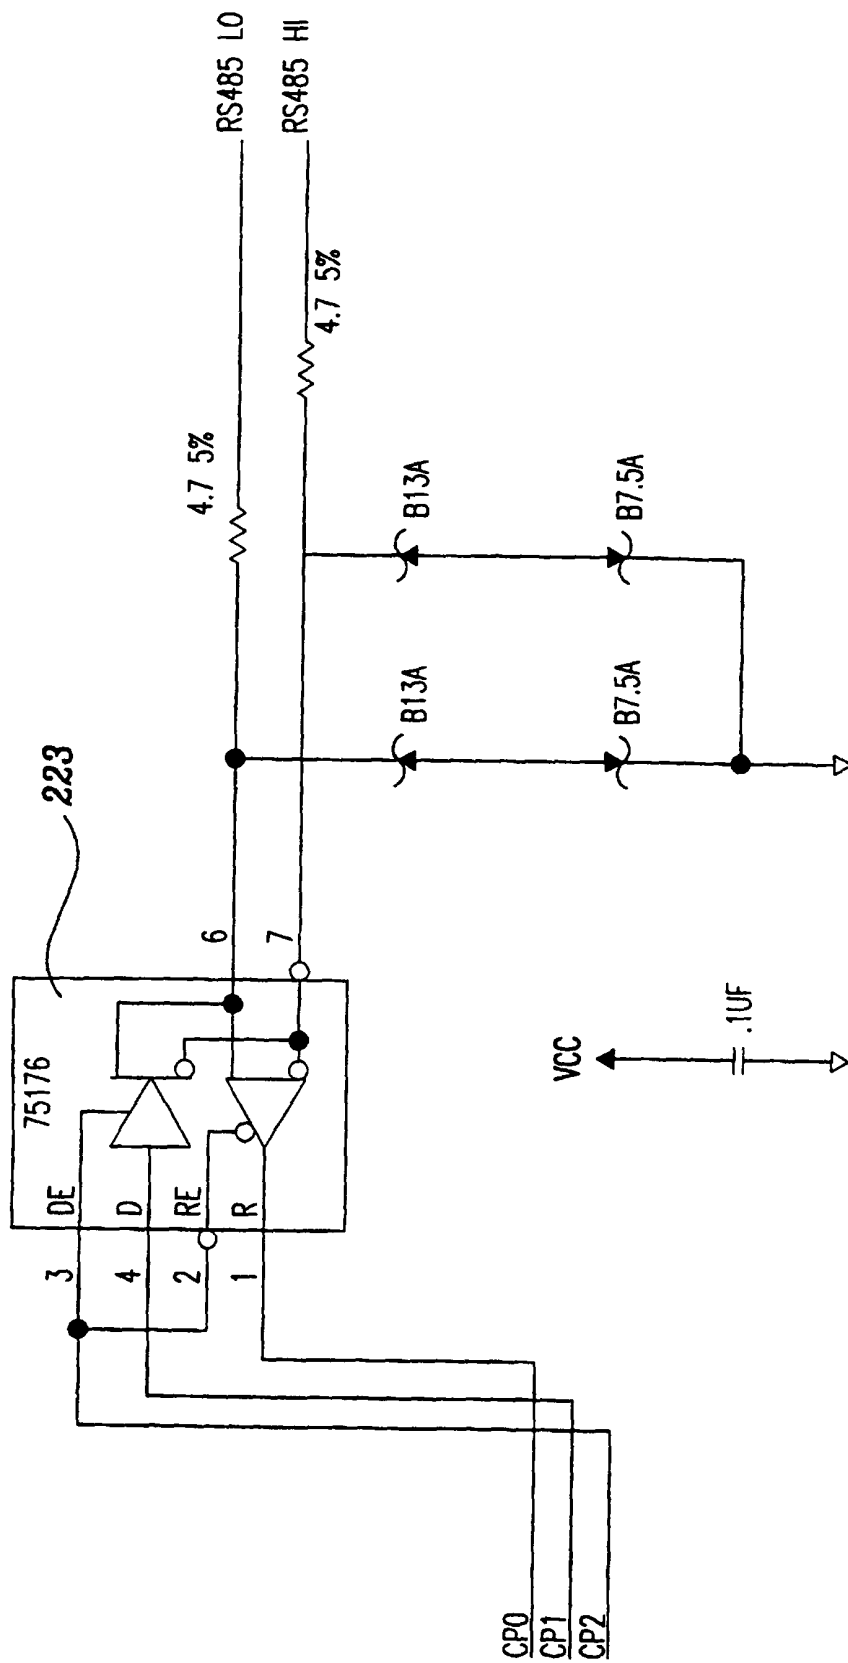 RS485 LO
RS485 HI
4.7 5%
4.7 5%
B13A
B7.5A
B13A
B7.5A
223
6
7
75176
DE
D
RE
R
3
4
2
1
VCC
.1UF
CP0
CP1
CP2